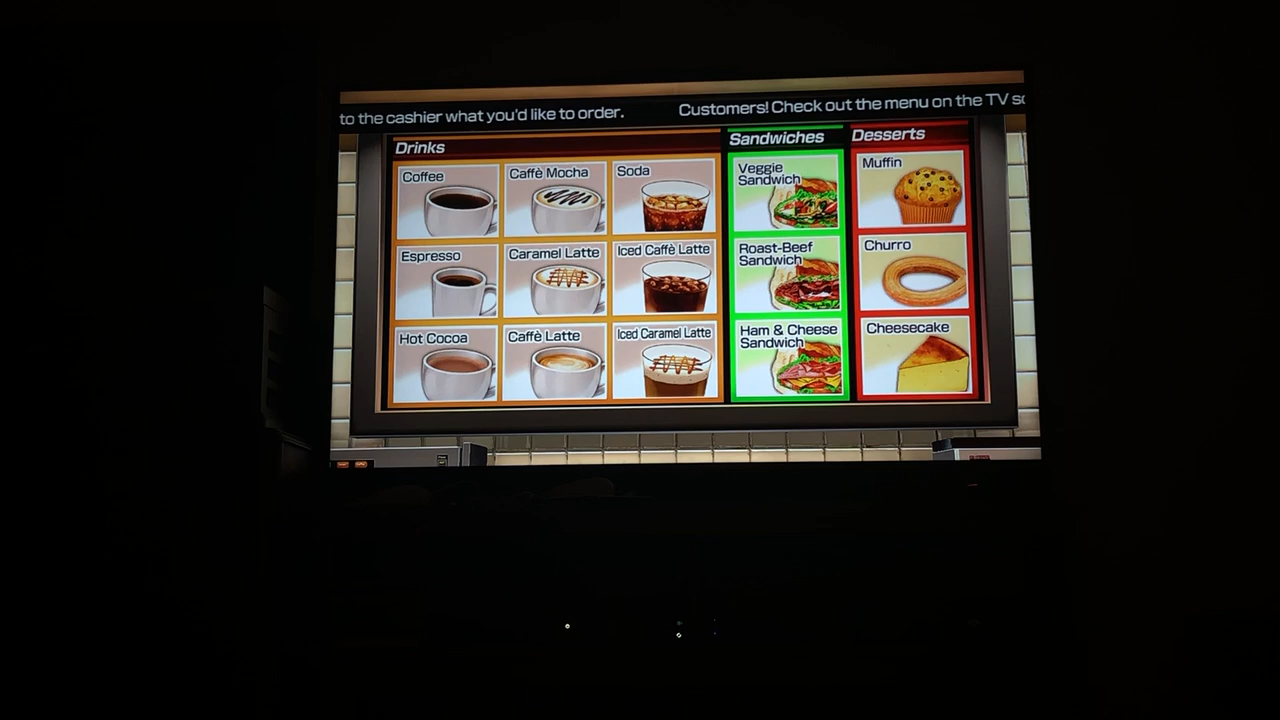 to the cashier what you'd like to order. Customers! Check out the menu on the TV
Drinks
Coffee
Caffè Mocha
Soda
Espresso
Caramel Latte
Iced Caffè Latte
Hot Cocoa
Caffè Latte
Iced Caramel Latte
Sandwiches
Veggie
Sandwich
Roast-Beef
Sandwich
Ham & Cheese
Sandwich
Desserts
Muffin
Churro
Cheesecake